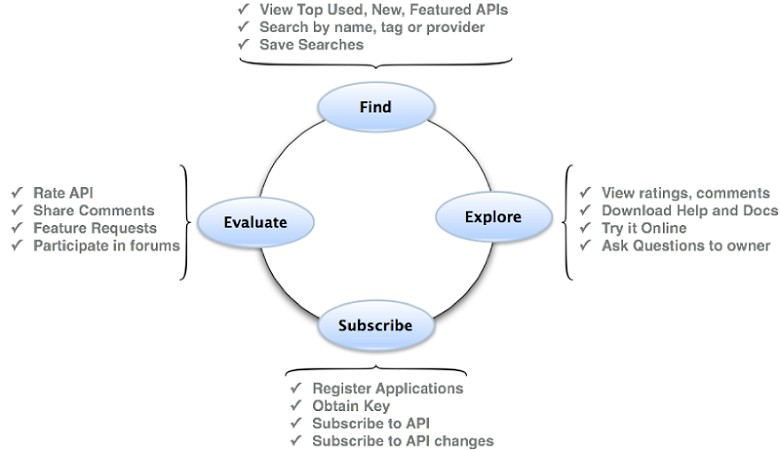 ✓ View Top Used, New, Featured APIs
✓ Search by name, tag or provider
✓ Save Searches
Find
✓ Rate API
✓ Share Comments
✓ Feature Requests
✓ Participate in forums
Evaluate
Explore
✓ View ratings, comments
✓ Download Help and Docs
✓ Try it Online
✓ Ask Questions to owner
Subscribe
✓ Register Applications
✓ Obtain Key
✓ Subscribe to API
✓ Subscribe to API changes